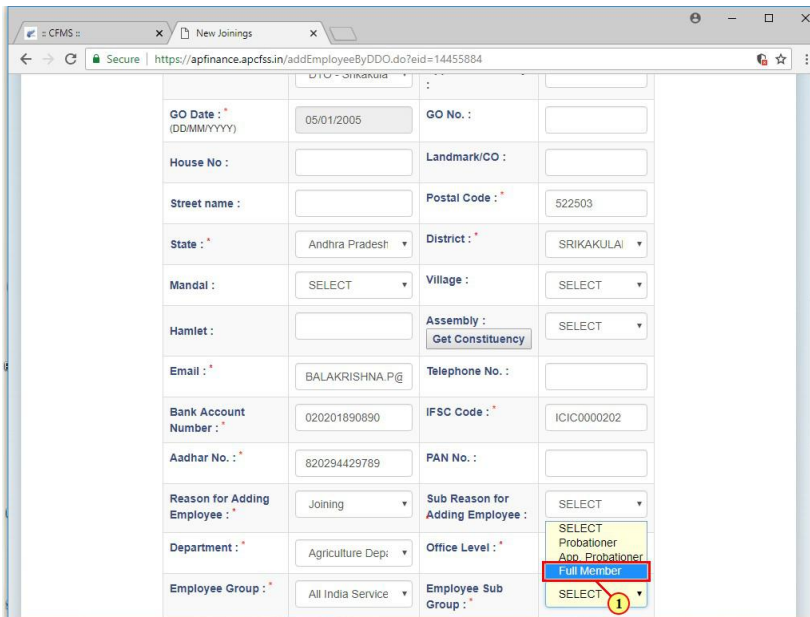 :: CFMS ::
New Joinings
Secure | https://apfinance.apcfss.in/addEmployeeByDDO.do?eid=14455884
:
GO Date : *
(DD/MM/YYYY)
05/01/2005
GO No. :
House No :
Landmark/CO :
Street name :
Postal Code : *
522503
State : *
Andhra Pradesh
District : *
SRIKAKULAI
Mandal :
SELECT
Village :
SELECT
Hamlet :
Assembly :
Get Constituency
SELECT
Email : *
BALAKRISHNA.P@
Telephone No. :
Bank Account
Number : *
020201890890
IFSC Code : *
ICIC0000202
Aadhar No. : *
820294429789
PAN No. :
Reason for Adding
Employee : *
Joining
Sub Reason for
Adding Employee :
*
SELECT
SELECT
Probationer
App. Probationer
Full Member
Department : *
Agriculture Depa
Office Level : *
Employee Group : *
All India Service
Employee Sub
Group : *
SELECT
1